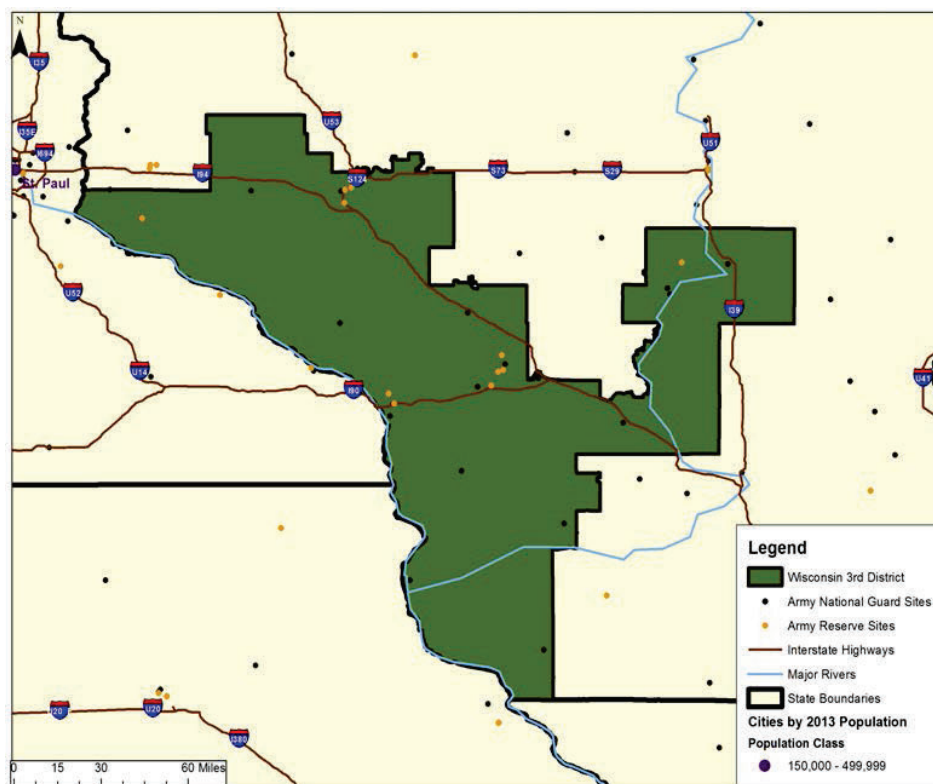 N
I35
I35E
I694
St. Paul
I94
U53
S124
S73
S29
U51
U52
U14
I90
I39
U41
U20
U20
I380
0 15 30 60 Miles
Legend
Wisconsin 3rd District
Army National Guard Sites
Army Reserve Sites
Interstate Highways
Major Rivers
State Boundaries
Cities by 2013 Population
Population Class
150,000 - 499,999